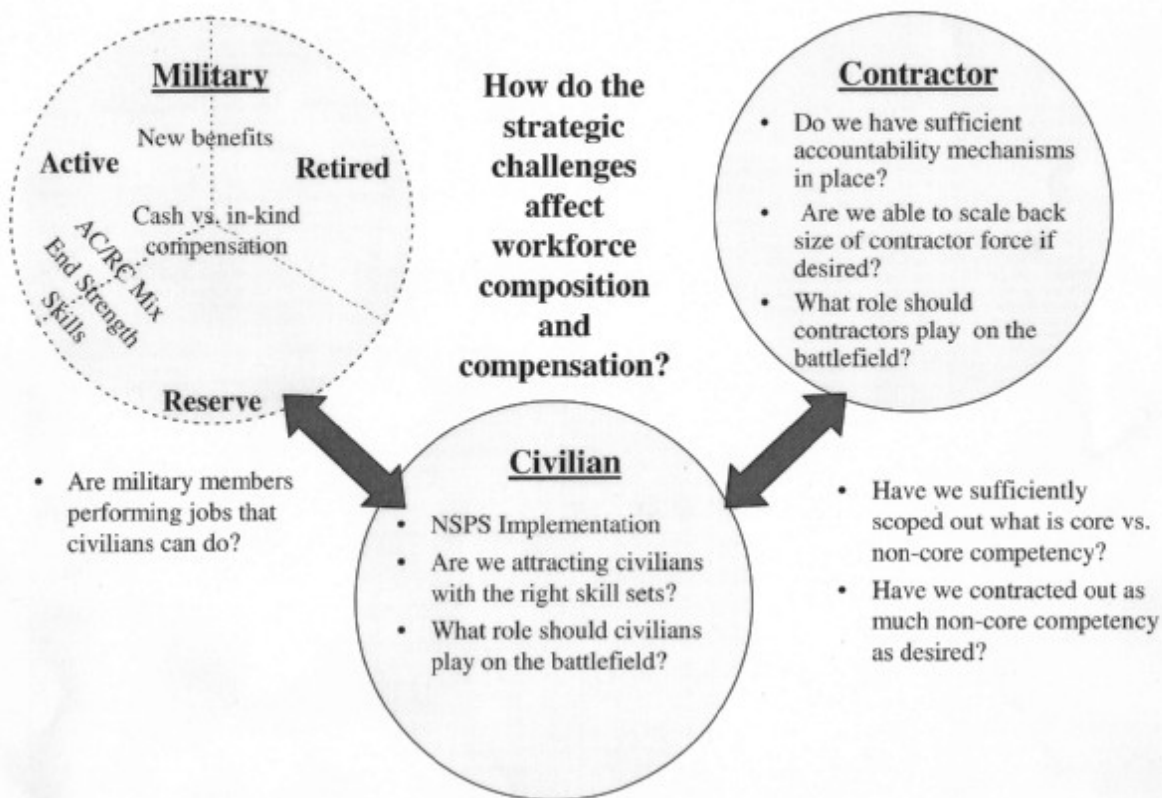 Military
New benefits
Active
Retired
Cash vs. in-kind
compensation
AC/RC Mix
End Strength
Skills
Reserve
• Are military members
performing jobs that
civilians can do?
How do the
strategic
challenges
affect
workforce
composition
and
compensation?
Civilian
• NSPS Implementation
• Are we attracting civilians
with the right skill sets?
• What role should civilians
play on the battlefield?
Contractor
• Do we have sufficient
accountability mechanisms
in place?
• Are we able to scale back
size of contractor force if
desired?
• What role should
contractors play on the
battlefield?
• Have we sufficiently
scoped out what is core vs.
non-core competency?
• Have we contracted out as
much non-core competency
as desired?